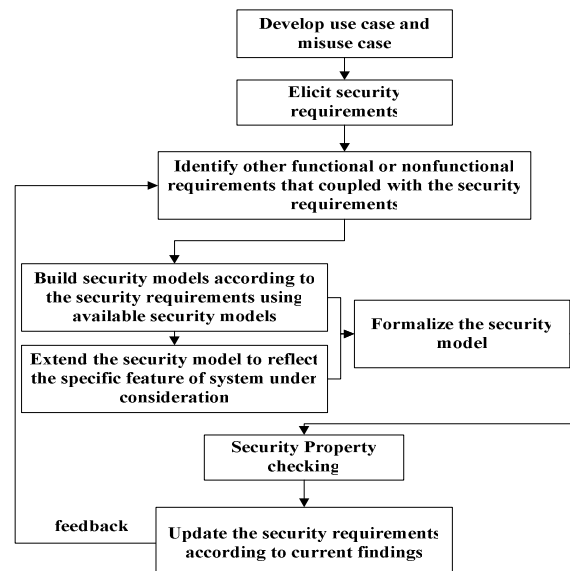 Develop use case and
misuse case
Elicit security
requirements
Identify other functional or nonfunctional
requirements that coupled with the security
requirements
Build security models according to
the security requirements using
available security models
Formalize the security
model
Extend the security model to reflect
the specific feature of system under
consideration
Security Property
checking
feedback
Update the security requirements
according to current findings